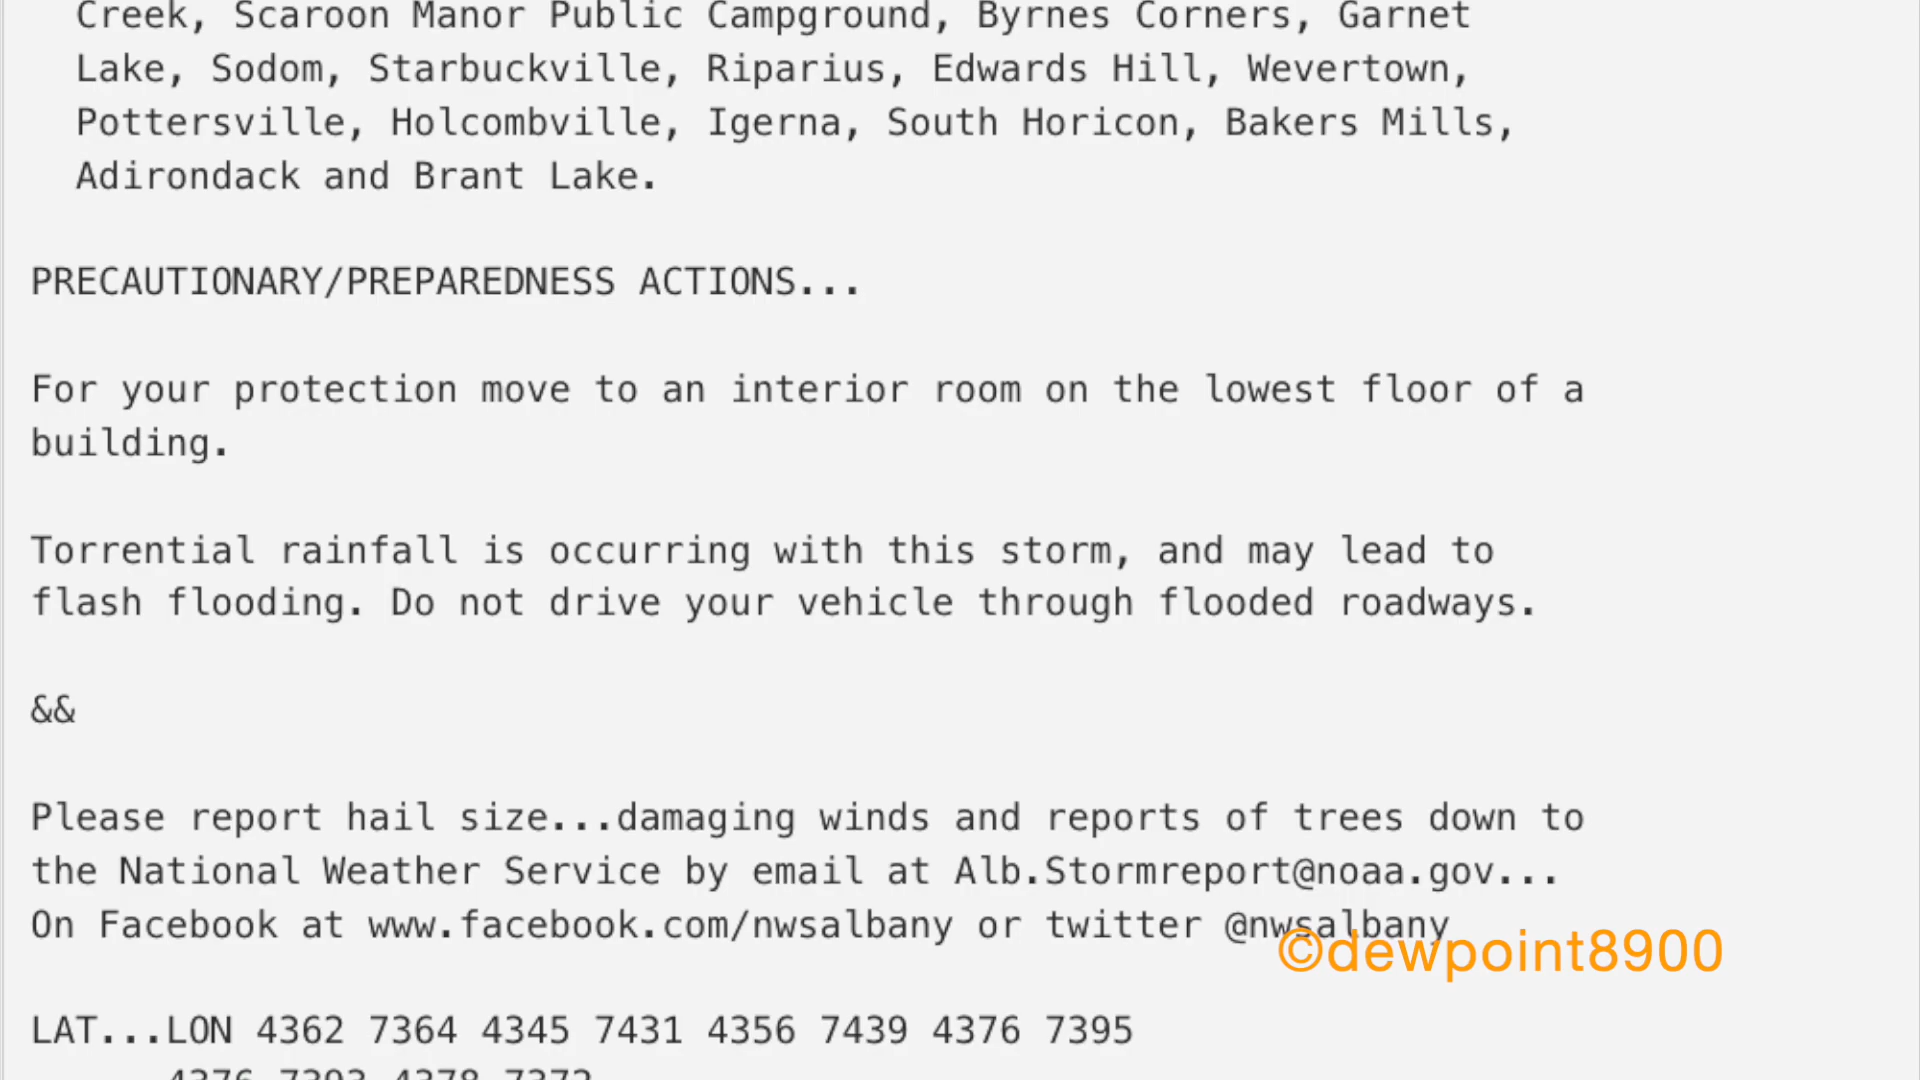 Creek, Scaroon Manor Public Campground, Byrnes Corners, Garnet
Lake, Sodom, Starbuckville, Riparius, Edwards Hill, Wevertown,
Pottersville, Holcombville, Igerna, South Horicon, Bakers Mills,
Adirondack and Brant Lake.
PRECAUTIONARY/PREPAREDNESS ACTIONS...
For your protection move to an interior room on the lowest floor of a
building.
Torrential rainfall is occurring with this storm, and may lead to
flash flooding. Do not drive your vehicle through flooded roadways.
&&
Please report hail size...damaging winds and reports of trees down to
the National Weather Service by email at Alb.Stormreport@noaa.gov...
On Facebook at www.facebook.com/nwsalbany or twitter @nwsalbany
©dewpoint8900
LAT...LON 4362 7364 4345 7431 4356 7439 4376 7395
4376 7393 4378 7372